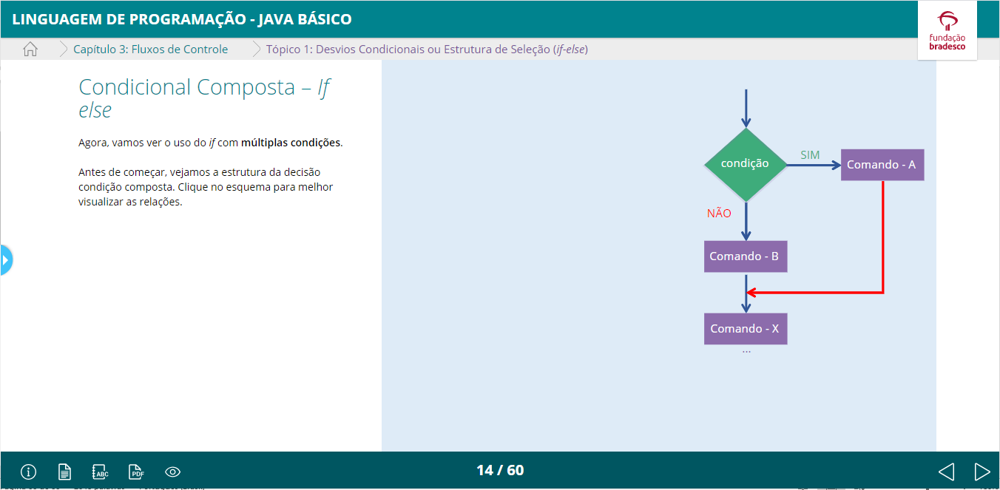 LINGUAGEM DE PROGRAMAÇÃO - JAVA BÁSICO
fundação
bradesco
Capítulo 3: Fluxos de Controle
Tópico 1: Desvios Condicionais ou Estrutura de Seleção (if-else)
Condicional Composta – If
else
Agora, vamos ver o uso do if com múltiplas condições.
Antes de começar, vejamos a estrutura da decisão
condição composta. Clique no esquema para melhor
visualizar as relações.
condição
SIM
Comando - A
NÃO
Comando - B
Comando - X
...
ABC
PDF
14 / 60